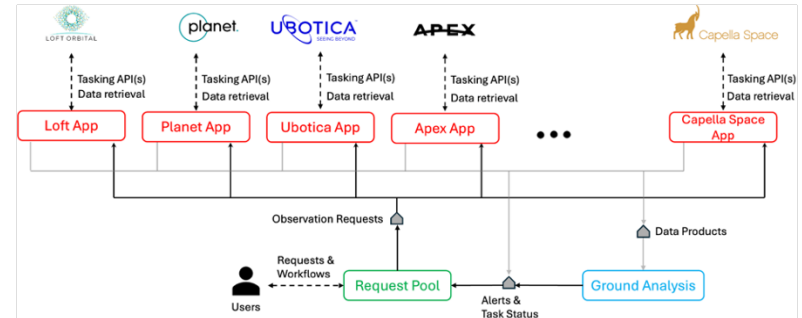 LOFT ORBITAL
planet.
UBOTICA
SEEING BEYOND
APEX
Capella Space
Tasking API(s)
Data retrieval
Tasking API(s)
Data retrieval
Tasking API(s)
Data retrieval
Tasking API(s)
Data retrieval
Tasking API(s)
Data retrieval
Loft App
Planet App
Ubotica App
Apex App
Capella Space
App
Observation Requests
Data Products
Requests &
Workflows
Users
Request Pool
Alerts &
Task Status
Ground Analysis